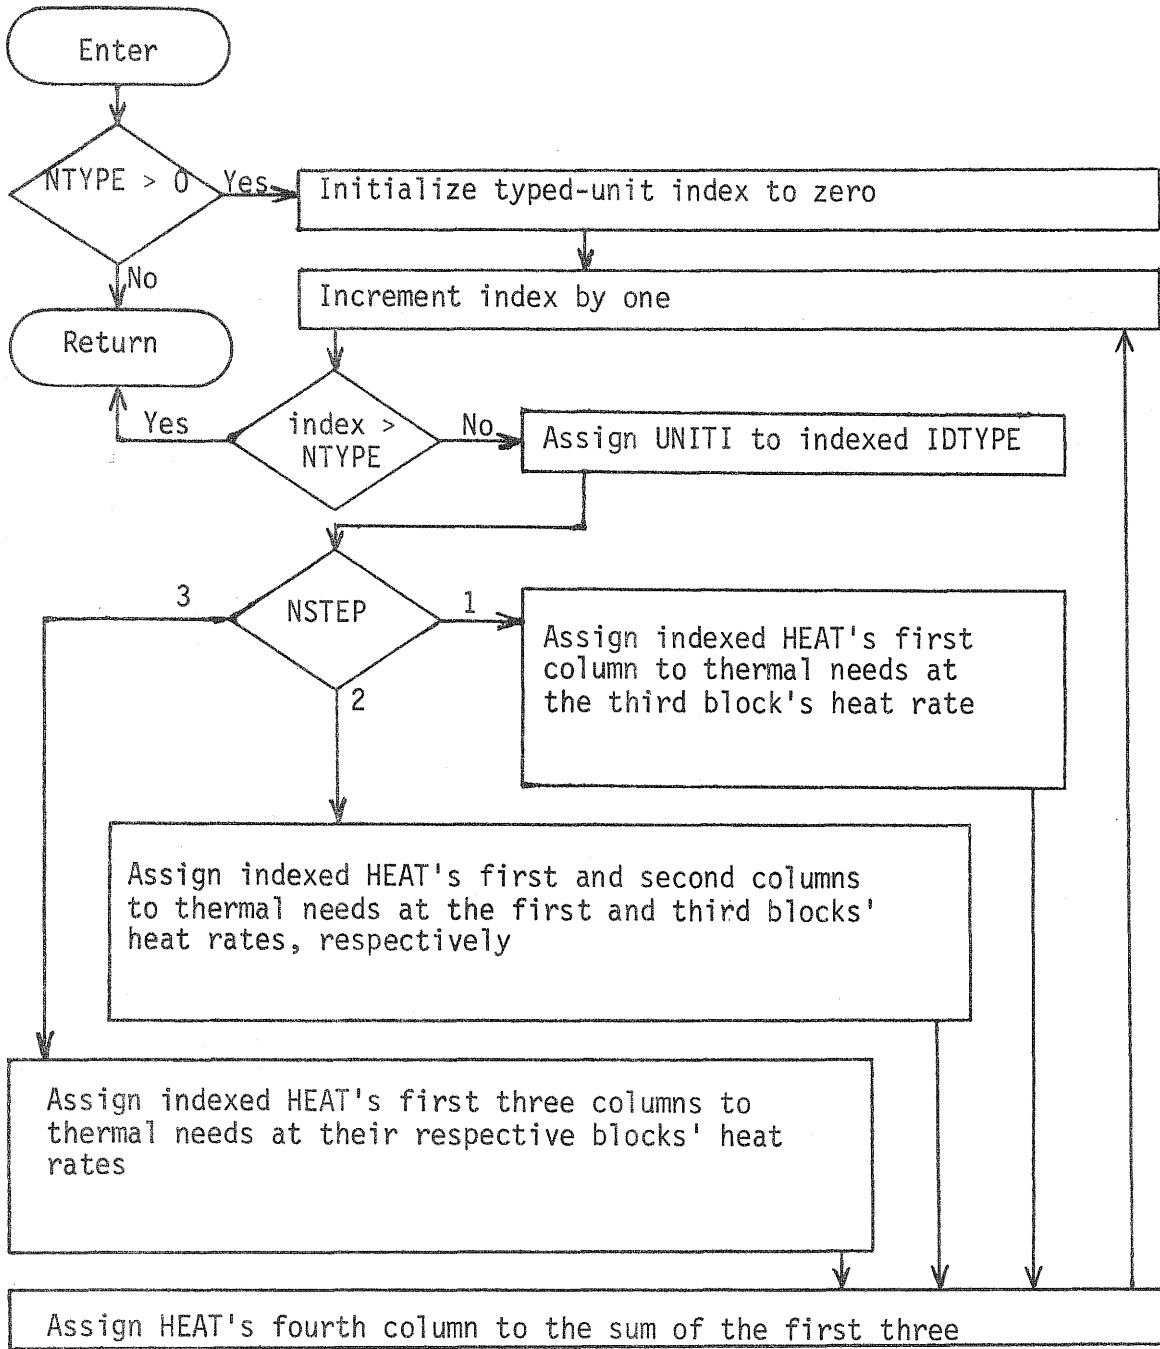 Enter
NTYPE > 0
Yes
Initialize typed-unit index to zero
No
Increment index by one
Return
Yes
index >
NTYPE
No
Assign UNITI to indexed IDTYPE
3
NSTEP
1
2
Assign indexed HEAT's first
column to thermal needs at
the third block's heat rate
Assign indexed HEAT's first and second columns
to thermal needs at the first and third blocks'
heat rates, respectively
Assign indexed HEAT's first three columns to
thermal needs at their respective blocks' heat
rates
Assign HEAT's fourth column to the sum of the first three